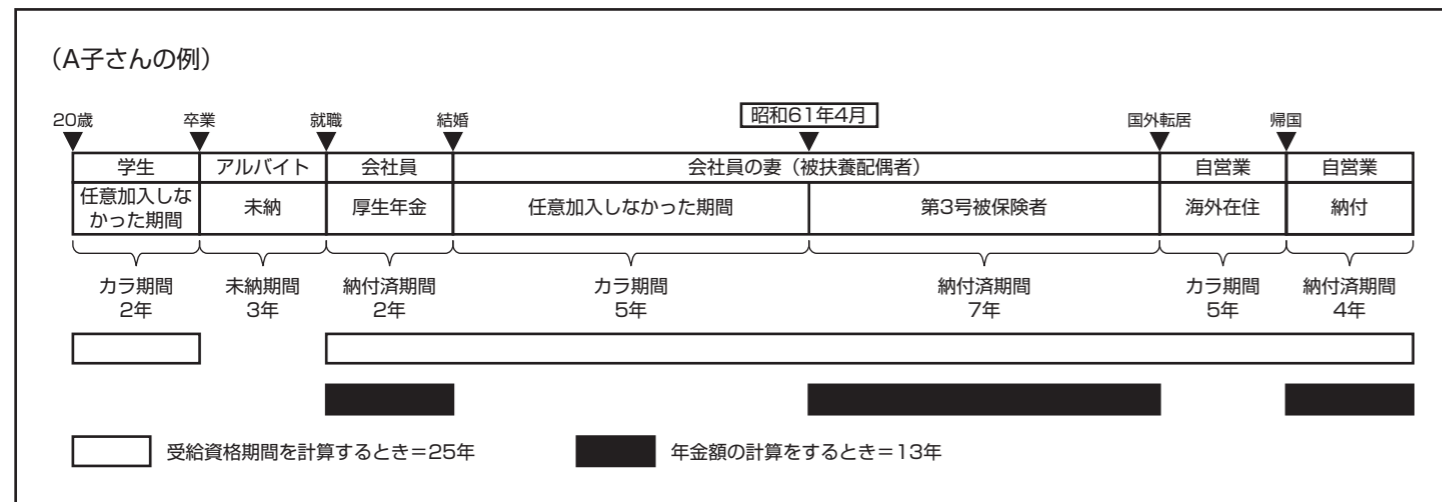 （A子さんの例）
20歳 卒業 就職 結婚 昭和61年4月 国外転居 帰国
学生 アルバイト 会社員 会社員の妻（被扶養配偶者） 自営業 自営業
任意加入しな
かった期間 未納 厚生年金 任意加入しなかった期間 第3号被保険者 海外在住 納付
カラ期間 未納期間 納付済期間 カラ期間 納付済期間 カラ期間 納付済期間
2年 3年 2年 5年 7年 5年 4年
受給資格期間を計算するとき＝25年 年金額の計算をするとき＝13年